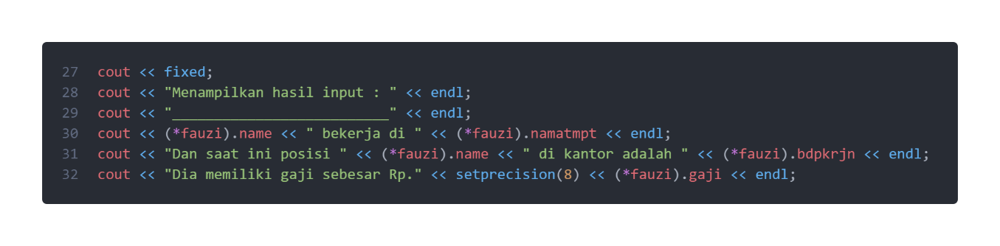 27 cout << fixed;
28 cout << "Menampilkan hasil input : " << endl;
29 cout << "__________________________" << endl;
30 cout << (*fauzi).name << " bekerja di " << (*fauzi).namatmpt << endl;
31 cout << "Dan saat ini posisi " << (*fauzi).name << " di kantor adalah " << (*fauzi).bdpkrjn << endl;
32 cout << "Dia memiliki gaji sebesar Rp." << setprecision(8) << (*fauzi).gaji << endl;